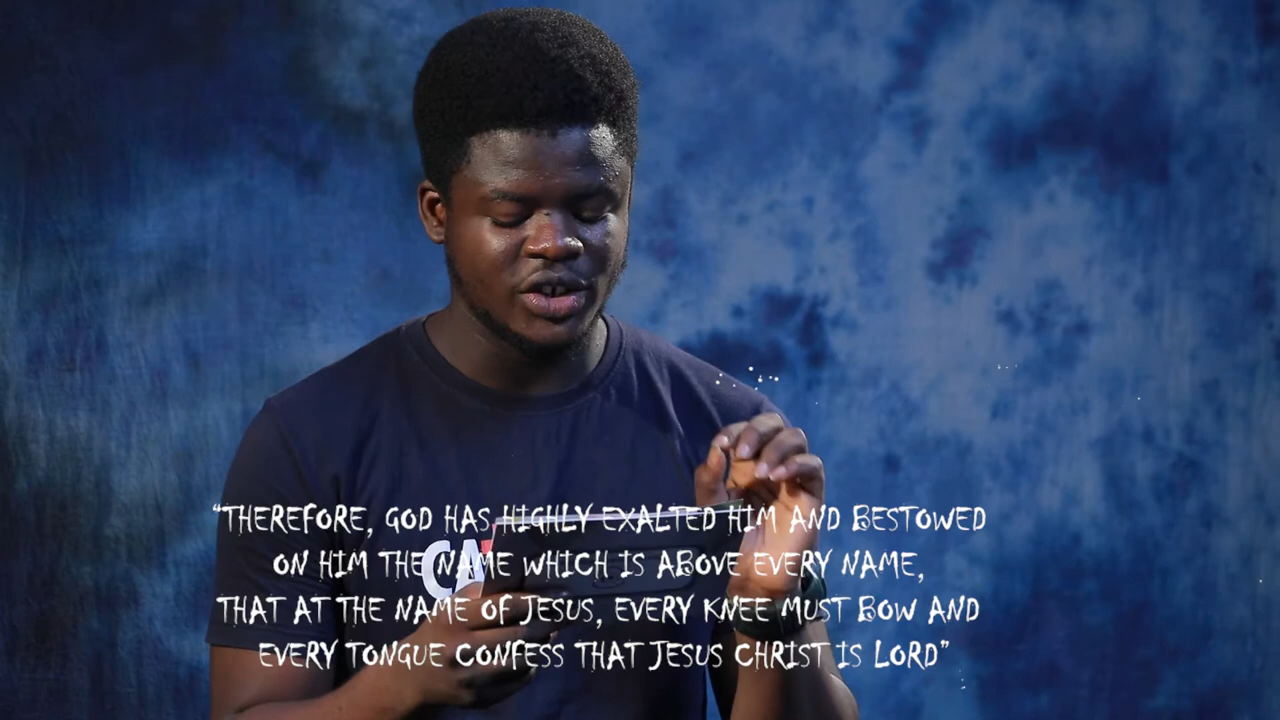 “THEREFORE, GOD HAS HIGHLY EXALTED HIM AND BESTOWED
ON HIM THE NAME WHICH IS ABOVE EVERY NAME,
THAT AT THE NAME OF JESUS, EVERY KNEE MUST BOW AND
EVERY TONGUE CONFESS THAT JESUS CHRIST IS LORD”